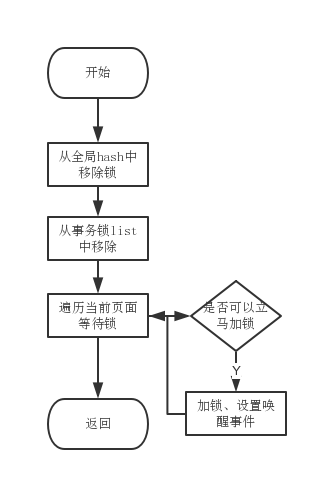 开始
从全局hash中
移除锁
从事务锁list
中移除
遍历当前页面
等待锁
是否可以立
马加锁
Y
加锁、设置唤
醒事件
返回